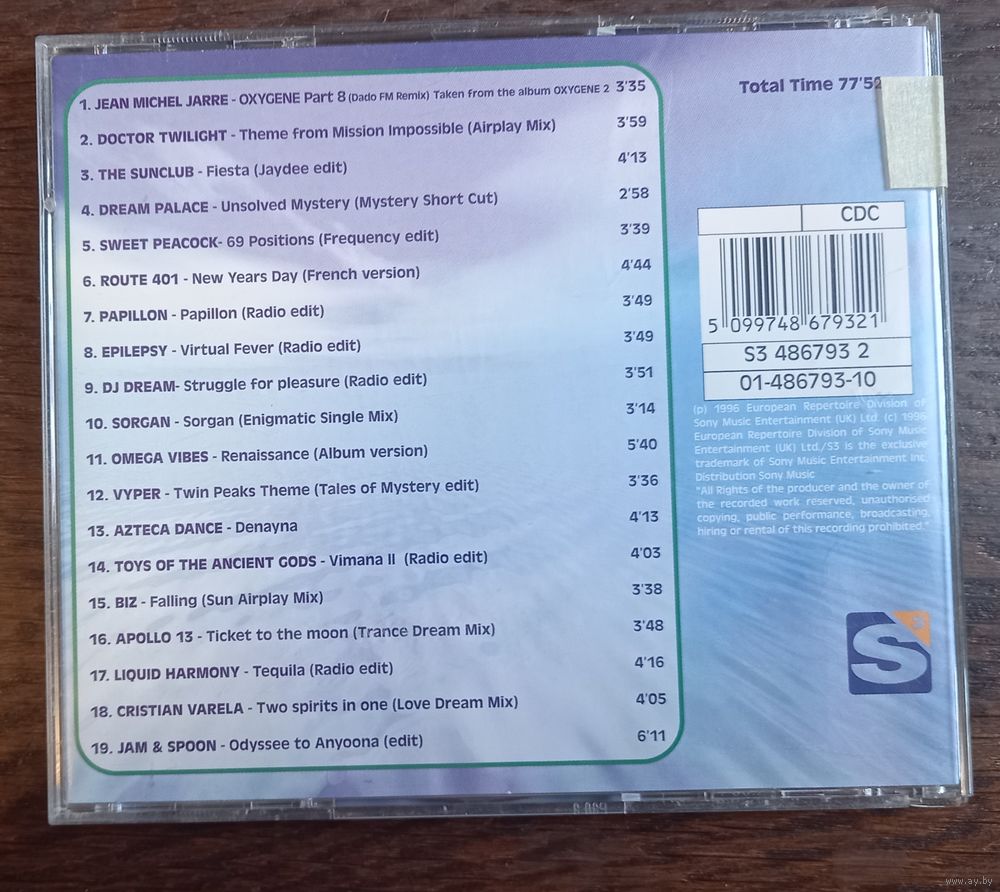 1. JEAN MICHEL JARRE - OXYGENE Part 8 (Dado FM Remix) Taken from the album OXYGENE 2 3'35
2. DOCTOR TWILIGHT - Theme from Mission Impossible (Airplay Mix) 3'59
3. THE SUNCLUB - Fiesta (Jaydee edit) 4'13
4. DREAM PALACE - Unsolved Mystery (Mystery Short Cut) 2'58
5. SWEET PEACOCK- 69 Positions (Frequency edit) 3'39
6. ROUTE 401 - New Years Day (French version) 4'44
7. PAPILLON - Papillon (Radio edit) 3'49
8. EPILEPSY - Virtual Fever (Radio edit) 3'49
9. DJ DREAM- Struggle for pleasure (Radio edit) 3'51
10. SORGAN - Sorgan (Enigmatic Single Mix) 3'14
11. OMEGA VIBES - Renaissance (Album version) 5'40
12. VYPER - Twin Peaks Theme (Tales of Mystery edit) 3'36
13. AZTECA DANCE - Denayna 4'13
14. TOYS OF THE ANCIENT GODS - Vimana II (Radio edit) 4'03
15. BIZ - Falling (Sun Airplay Mix) 3'38
16. APOLLO 13 - Ticket to the moon (Trance Dream Mix) 3'48
17. LIQUID HARMONY - Tequila (Radio edit) 4'16
18. CRISTIAN VARELA - Two spirits in one (Love Dream Mix) 4'05
19. JAM & SPOON - Odyssee to Anyoona (edit) 6'11
Total Time 77'52
CDC
5 099748 679321
S3 486793 2
01-486793-10
(p) 1996 European Repertoire Division of
Sony Music Entertainment (UK) Ltd. (c) 1996
European Repertoire Division of Sony Music
Entertainment (UK) Ltd./S3 is the exclusive
trademark of Sony Music Entertainment Inc.
Distribution Sony Music
"All Rights of the producer and the owner of
the recorded work reserved, unauthorised
copying, public performance, broadcasting,
hiring or rental of this recording prohibited."
S3
www.ay.by